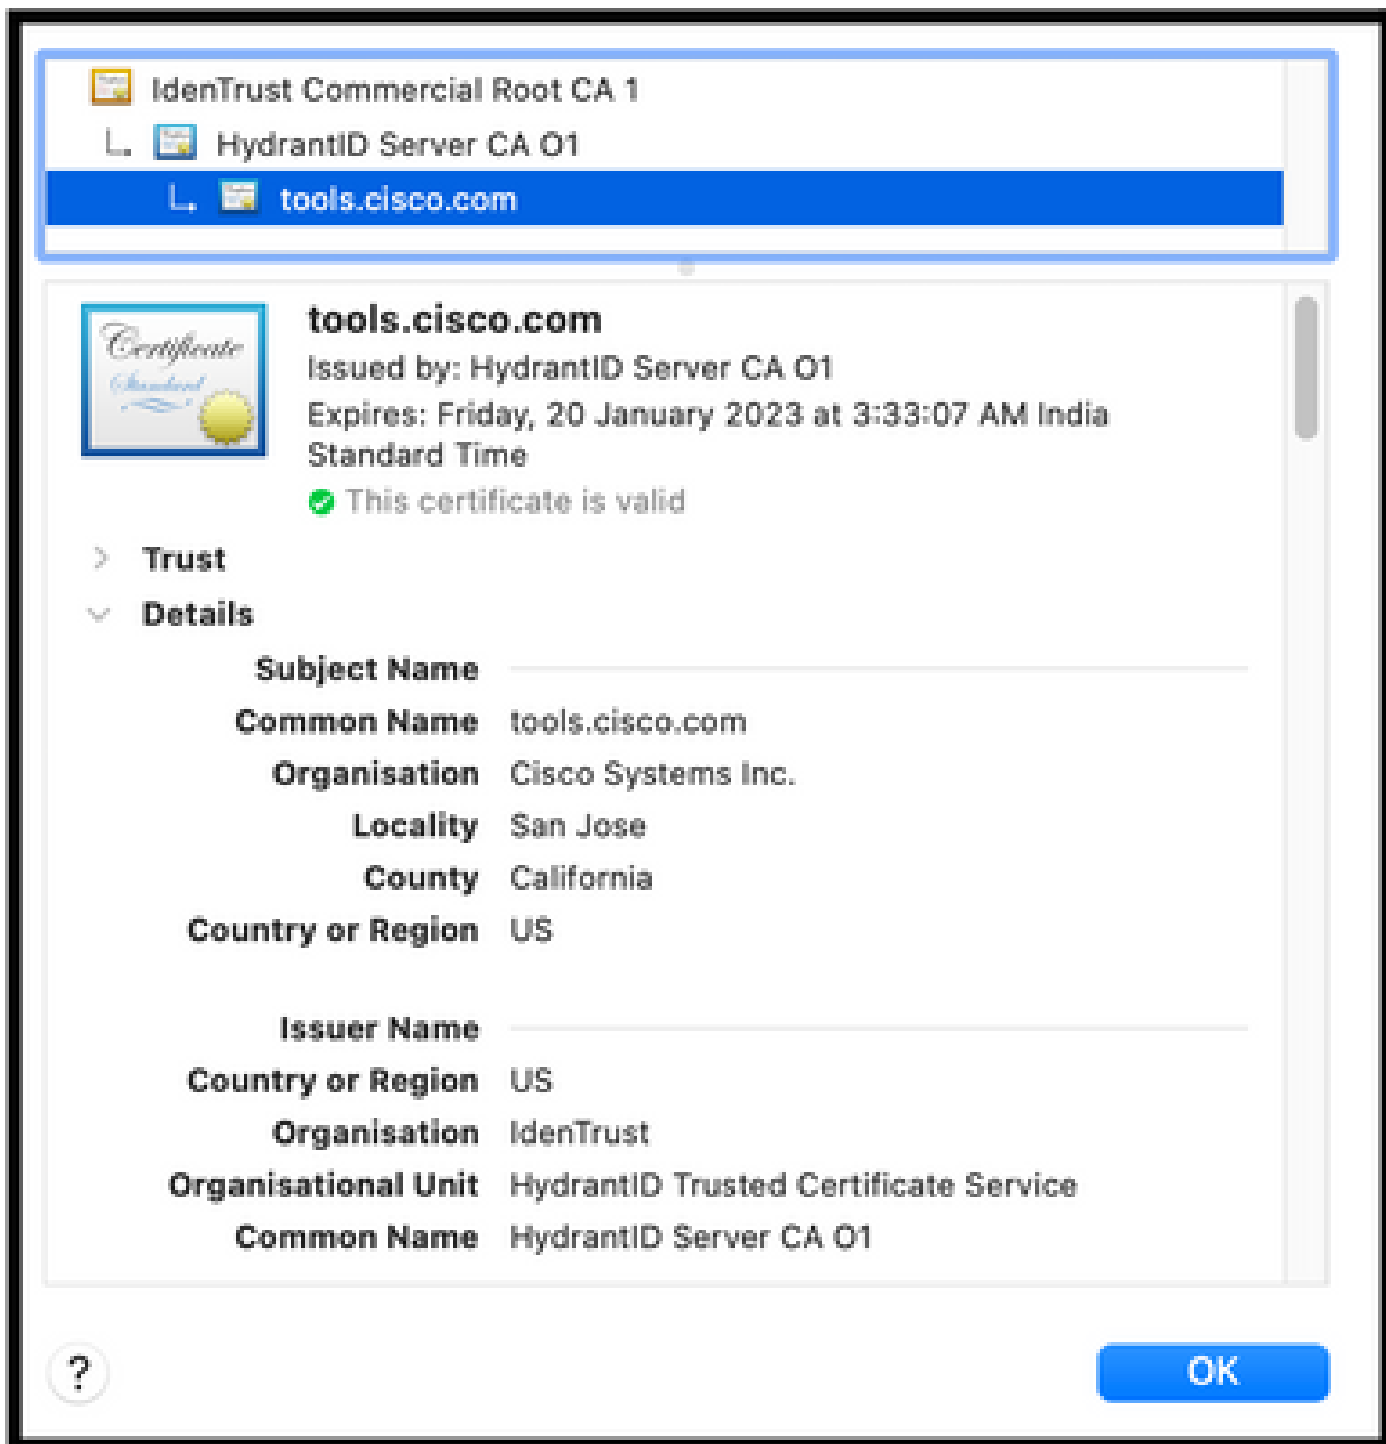 IdenTrust Commercial Root CA 1
HydrantID Server CA O1
tools.cisco.com
Certificate
Standard
tools.cisco.com
Issued by: HydrantID Server CA O1
Expires: Friday, 20 January 2023 at 3:33:07 AM India
Standard Time
This certificate is valid
Trust
Details
Subject Name
Common Name tools.cisco.com
Organisation Cisco Systems Inc.
Locality San Jose
County California
Country or Region US
Issuer Name
Country or Region US
Organisation IdenTrust
Organisational Unit HydrantID Trusted Certificate Service
Common Name HydrantID Server CA O1
? OK